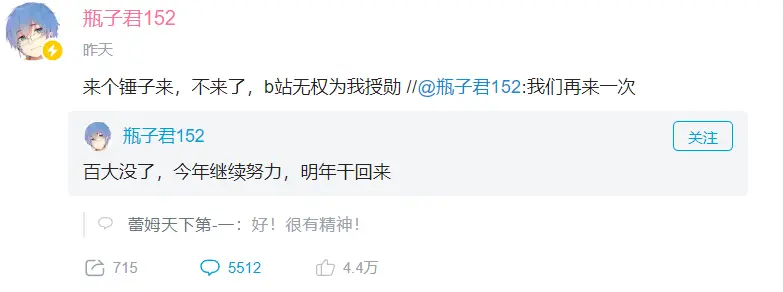 瓶子君152
昨天
来个锤子来，不来了，b站无权为我授勋 //@瓶子君152:我们再来一次
瓶子君152
关注
百大没了，今年继续努力，明年干回来
蕾姆天下第-一：好！很有精神！
715
5512
4.4万